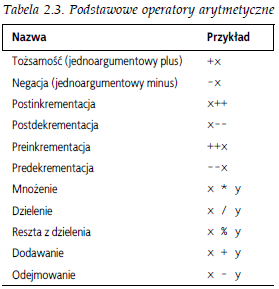 Tabela 2.3. Podstawowe operatory arytmetyczne
Nazwa Przykład
Tożsamość (jednoargumentowy plus) +x
Negacja (jednoargumentowy minus) -x
Postinkrementacja x++
Postdekrementacja x--
Preinkrementacja ++x
Predekrementacja --x
Mnożenie x * y
Dzielenie x / y
Reszta z dzielenia x % y
Dodawanie x + y
Odejmowanie x - y